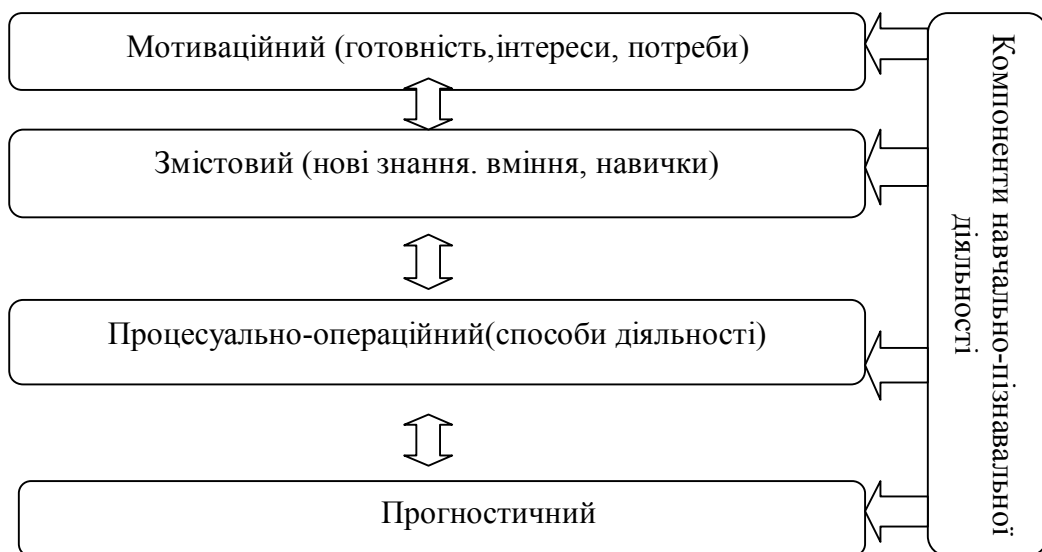 Мотиваційний (готовність,інтереси, потреби)
Змістовий (нові знання. вміння, навички)
Процесуально-операційний(способи діяльності)
Прогностичний
Компоненти навчально-пізнавальної
діяльності